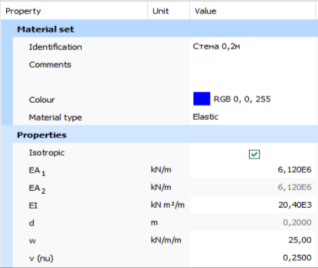 Property Unit Value
Material set
Identification Стена 0,2м
Comments
Colour RGB 0, 0, 255
Material type Elastic
Properties
Isotropic
EA₁ kN/m 6,120E6
EA₂ kN/m 6,120E6
EI kN m²/m 20,40E3
d m 0,2000
w kN/m/m 25,00
v (nu) 0,2500